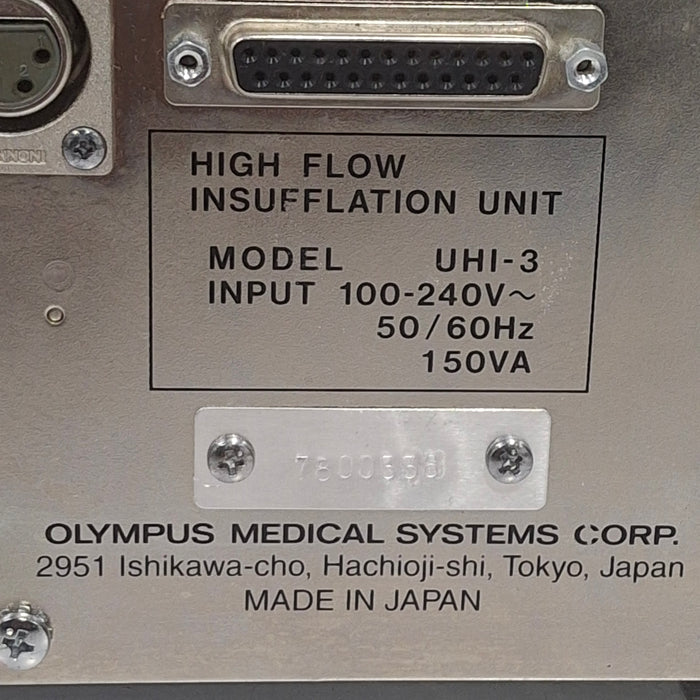 2
HIGH FLOW
INSUFFLATION UNIT
MODEL UHI-3
INPUT 100-240V~
50/60Hz
150VA
OLYMPUS MEDICAL SYSTEMS CORP.
2951 Ishikawa-cho, Hachioji-shi, Tokyo, Japan
MADE IN JAPAN